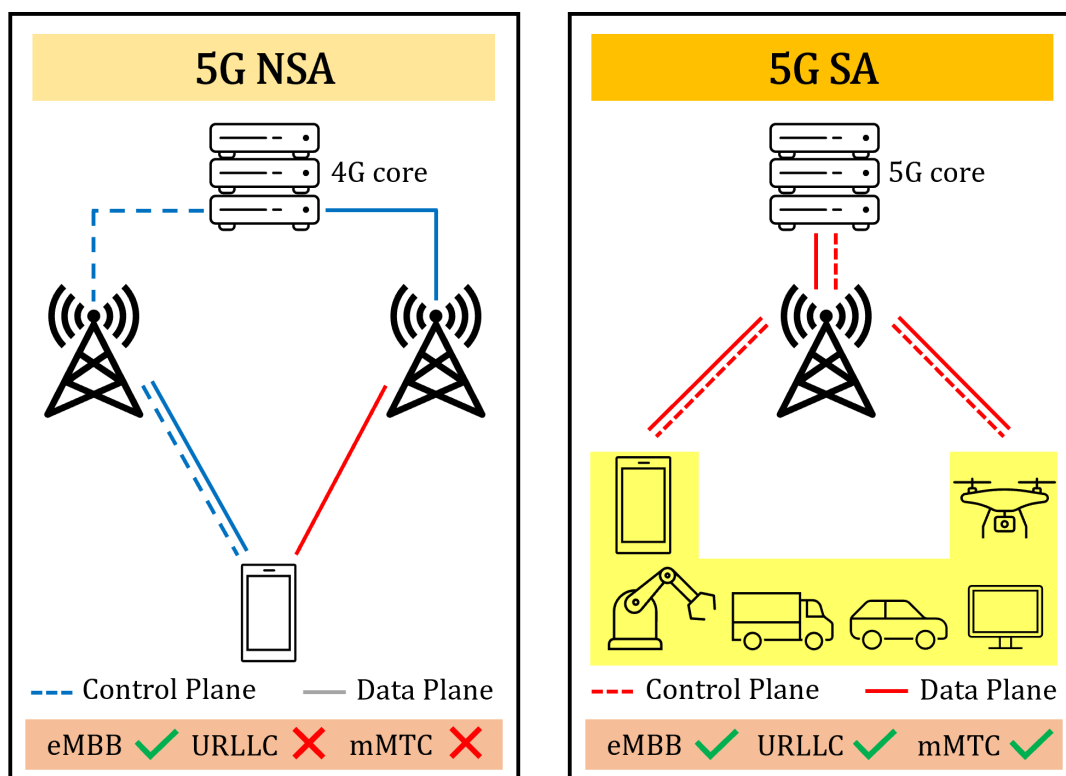 5G NSA
4G core
Control Plane
Data Plane
eMBB
URLLC
mMTC
5G SA
5G core
Control Plane
Data Plane
eMBB
URLLC
mMTC